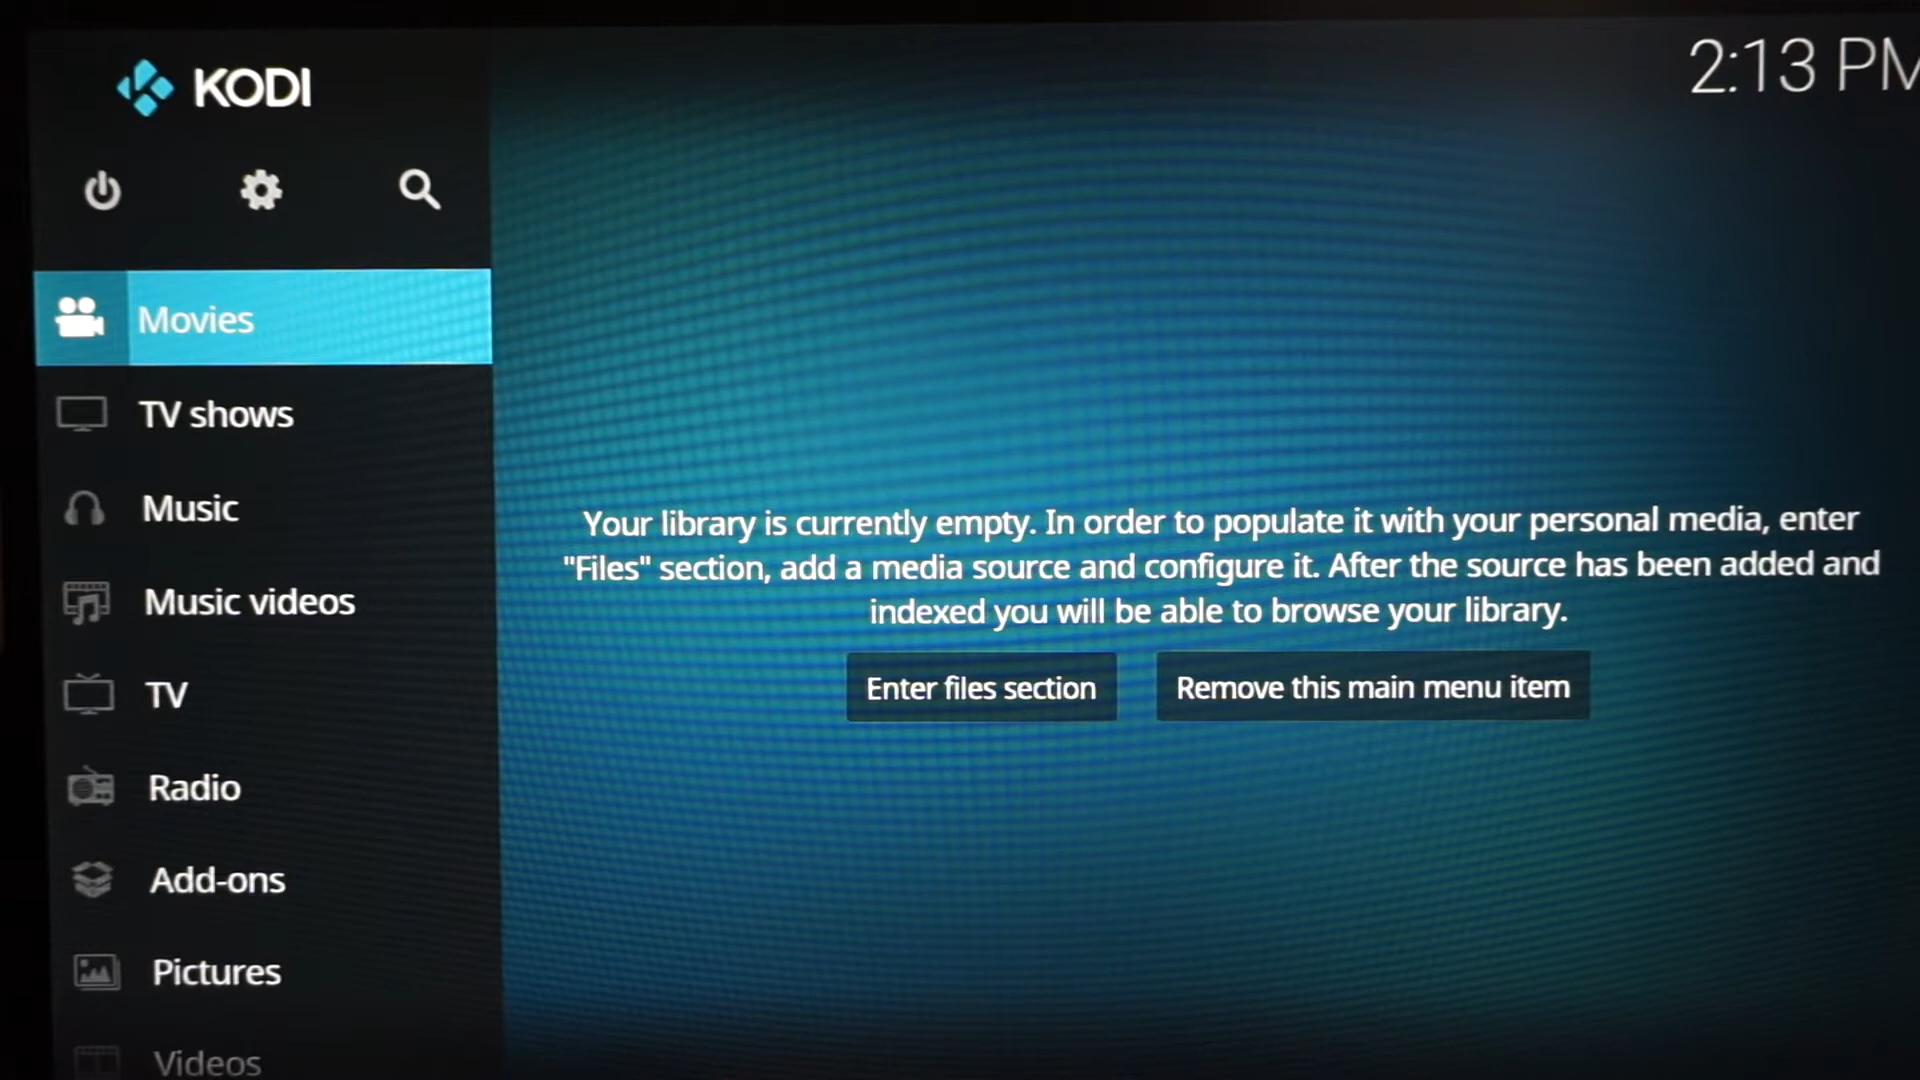 KODI
2:13 PM
Movies
TV shows
Music
Music videos
TV
Radio
Add-ons
Pictures
Videos
Your library is currently empty. In order to populate it with your personal media, enter
"Files" section, add a media source and configure it. After the source has been added and
indexed you will be able to browse your library.
Enter files section
Remove this main menu item